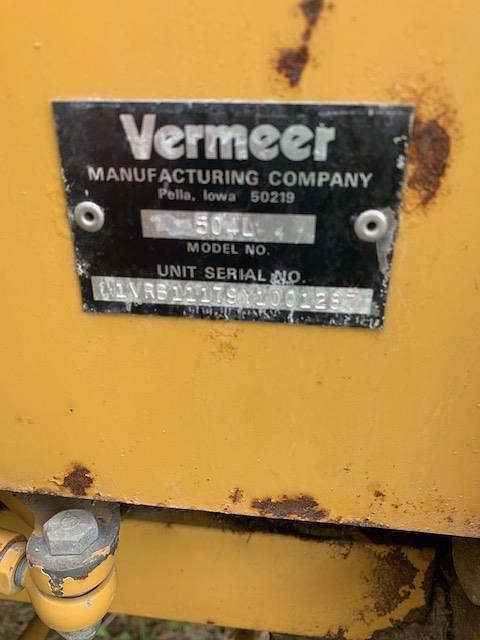 Vermeer
MANUFACTURING COMPANY
Pella, Iowa 50219
504L
MODEL NO.
UNIT SERIAL NO.